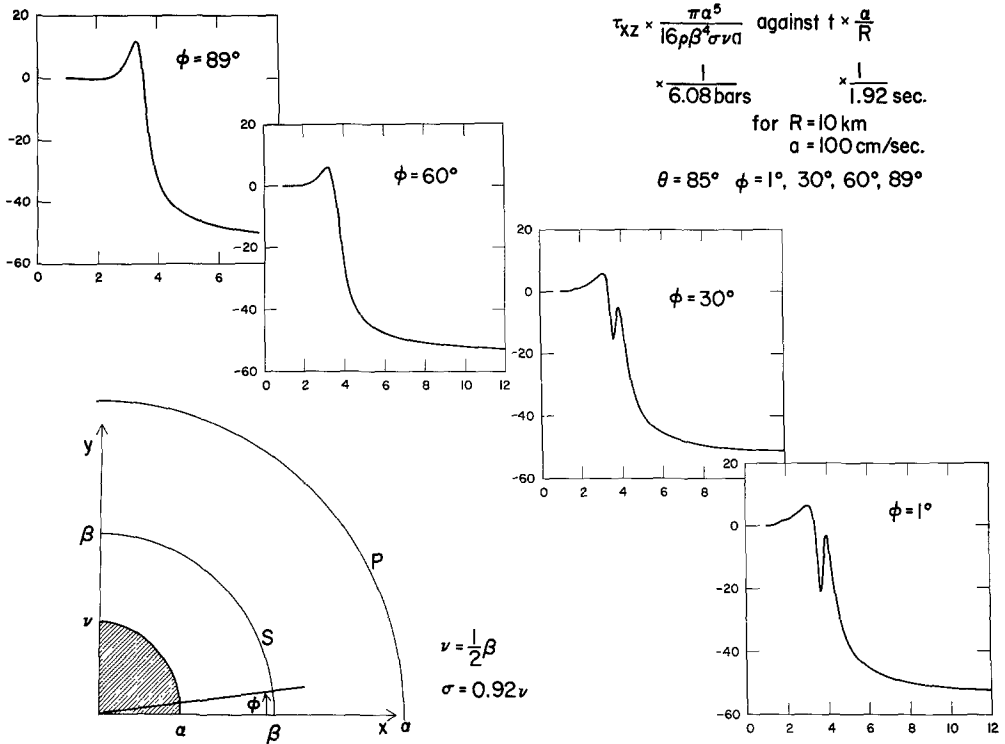 τxz × πα⁵ / 16ρβ⁴σνa against t × α/R
× 1 / 6.08 bars × 1 / 1.92 sec.
for R = 10 km
a = 100 cm/sec.
θ = 85° φ = 1°, 30°, 60°, 89°
φ = 89°
20
0
-20
-40
-60
0 2 4 6
φ = 60°
20
0
-20
-40
-60
0 2 4 6 8 10 12
φ = 30°
20
0
-20
-40
-60
0 2 4 6 8
φ = 1°
20
0
-20
-40
-60
0 2 4 6 8 10 12
y
β
ν
P
S
φ
α β x α
ν = 1/2 β
σ = 0.92ν